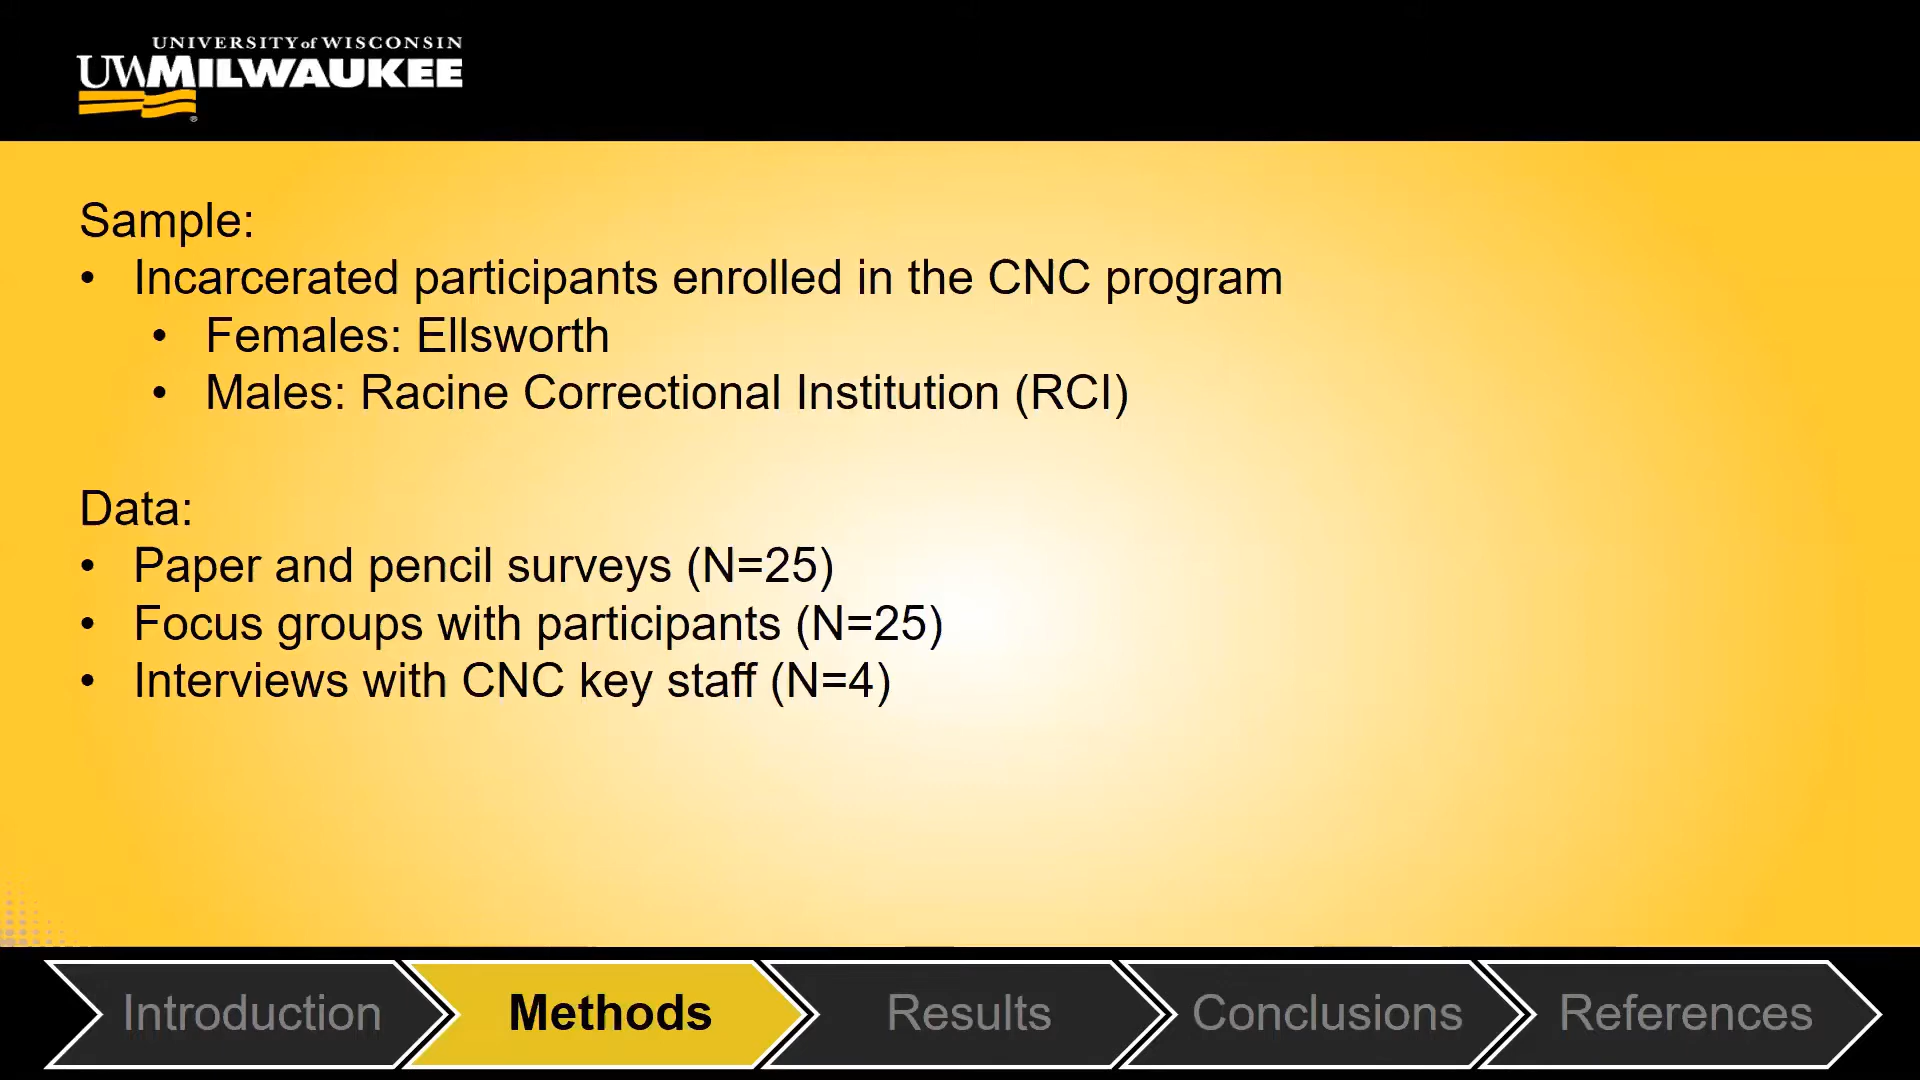 UNIVERSITY of WISCONSIN
UWMILWAUKEE
®
Sample:
• Incarcerated participants enrolled in the CNC program
• Females: Ellsworth
• Males: Racine Correctional Institution (RCI)
Data:
• Paper and pencil surveys (N=25)
• Focus groups with participants (N=25)
• Interviews with CNC key staff (N=4)
Introduction
Methods
Results
Conclusions
References